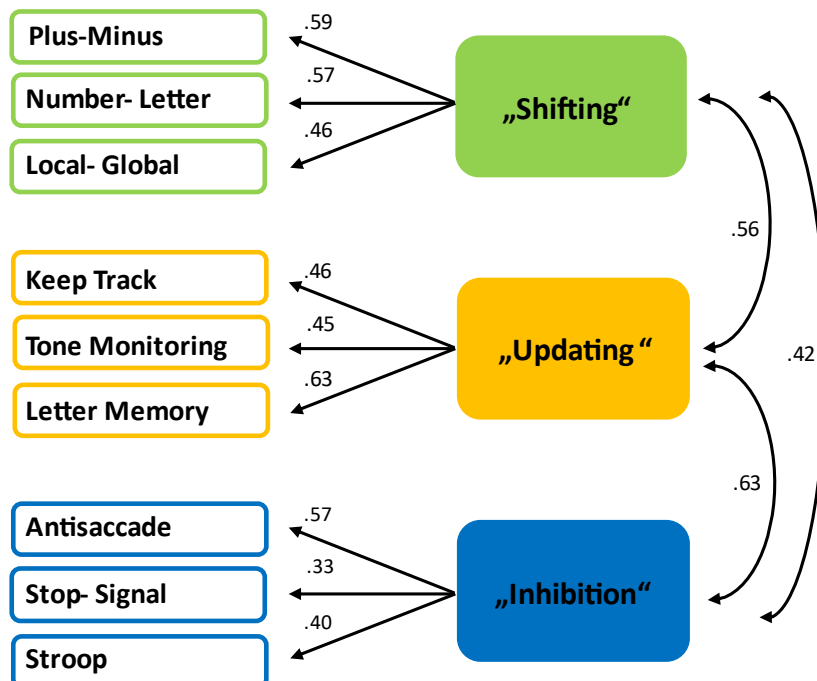 Plus-Minus
.59
Number- Letter
.57
Local- Global
.46
„Shifting“
.56
Keep Track
.46
Tone Monitoring
.45
Letter Memory
.63
„Updating “
.42
.63
Antisaccade
.57
Stop- Signal
.33
Stroop
.40
„Inhibition“